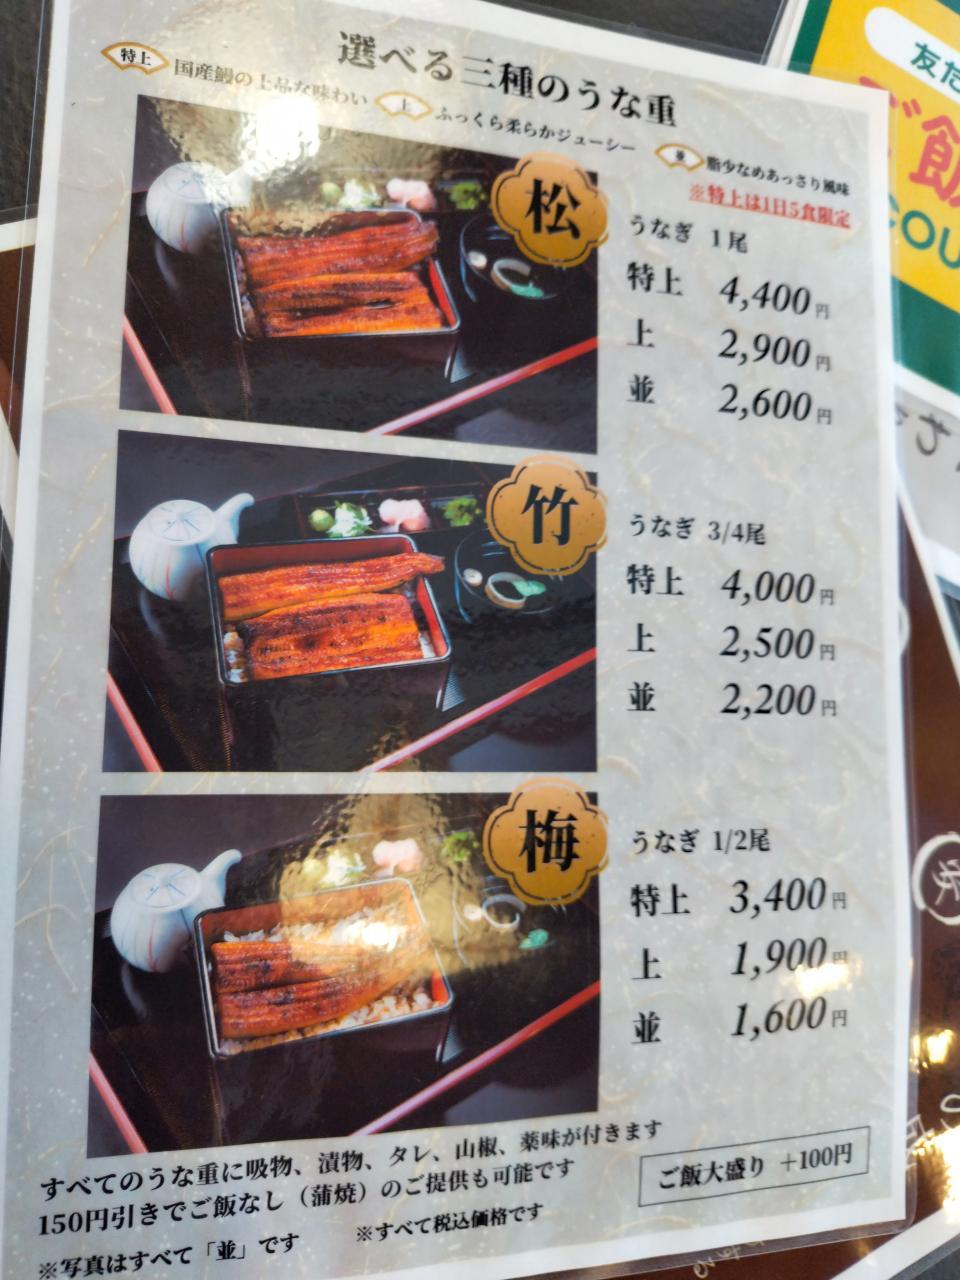 選べる三種のうな重
特上 国産鰻の上品な味わい 上 ふっくら柔らかジューシー 並 脂少なめあっさり風味
※特上は1日5食限定
松
うなぎ 1尾
特上 4,400円
上 2,900円
並 2,600円
竹
うなぎ 3/4尾
特上 4,000円
上 2,500円
並 2,200円
梅
うなぎ 1/2尾
特上 3,400円
上 1,900円
並 1,600円
すべてのうな重に吸物、漬物、タレ、山椒、薬味が付きます
150円引きでご飯なし（蒲焼）のご提供も可能です
ご飯大盛り +100円
※写真はすべて「並」です ※すべて税込価格です
友だ
ご飯
COU